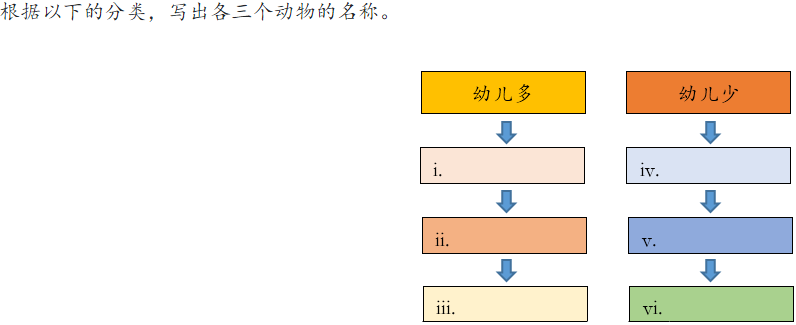 根据以下的分类，写出各三个动物的名称。
幼儿多
幼儿少
i.
iv.
ii.
v.
iii.
vi.